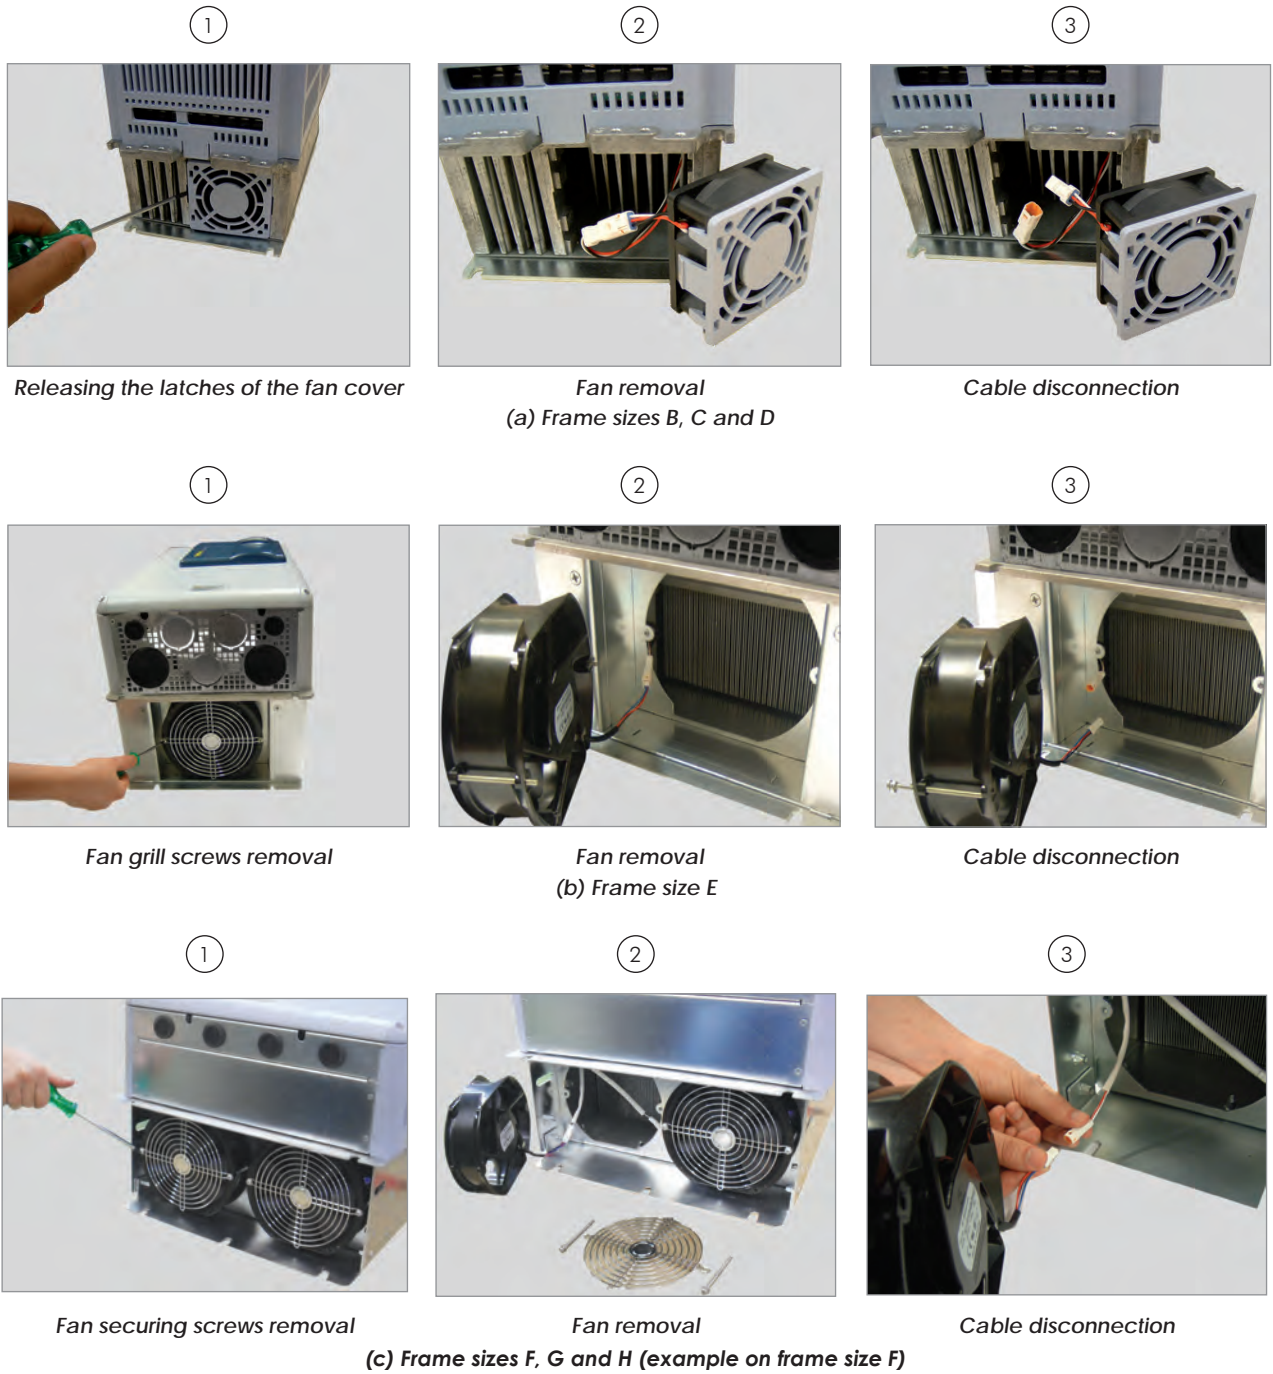 1 2 3
Releasing the latches of the fan cover
Fan removal
Cable disconnection
(a) Frame sizes B, C and D
1 2 3
Fan grill screws removal
Fan removal
Cable disconnection
(b) Frame size E
1 2 3
Fan securing screws removal
Fan removal
Cable disconnection
(c) Frame sizes F, G and H (example on frame size F)